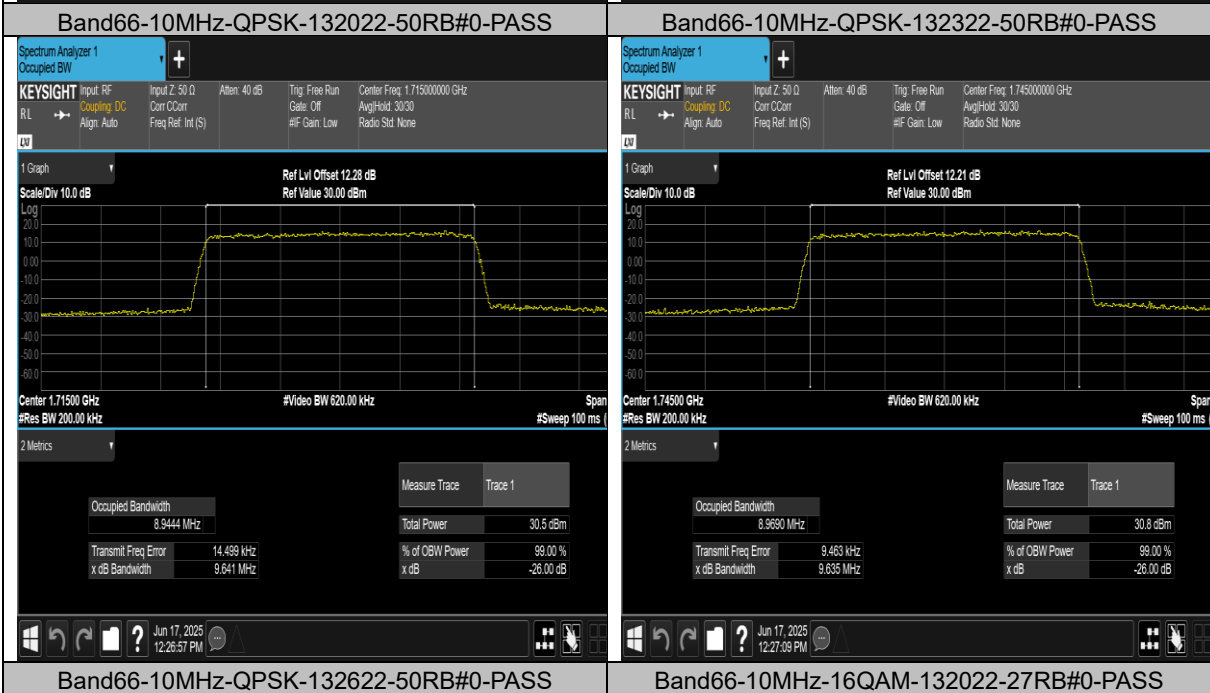 Band66-10MHz-QPSK-132022-50RB#0-PASS
Band66-10MHz-QPSK-132322-50RB#0-PASS
Spectrum Analyzer 1
Occupied BW
+
KEYSIGHT
RL
LXI
Input: RF
Coupling: DC
Align: Auto
Input Z: 50 Ω
Corr CCorr
Freq Ref: Int (S)
Atten: 40 dB
Trig: Free Run
Gate: Off
#IF Gain: Low
Center Freq: 1.715000000 GHz
Avg|Hold: 30/30
Radio Std: None
1 Graph
Scale/Div 10.0 dB
Ref Lvl Offset 12.28 dB
Ref Value 30.00 dBm
Log
20.0
10.0
0.00
-10.0
-20.0
-30.0
-40.0
-50.0
-60.0
Center 1.71500 GHz
#Video BW 620.00 kHz
Span
#Res BW 200.00 kHz
#Sweep 100 ms (
2 Metrics
Measure Trace Trace 1
Occupied Bandwidth
8.9444 MHz
Total Power 30.5 dBm
Transmit Freq Error 14.499 kHz
% of OBW Power 99.00 %
x dB Bandwidth 9.641 MHz
x dB -26.00 dB
?
Jun 17, 2025
12:26:57 PM
Spectrum Analyzer 1
Occupied BW
+
KEYSIGHT
RL
LXI
Input: RF
Coupling: DC
Align: Auto
Input Z: 50 Ω
Corr CCorr
Freq Ref: Int (S)
Atten: 40 dB
Trig: Free Run
Gate: Off
#IF Gain: Low
Center Freq: 1.745000000 GHz
Avg|Hold: 30/30
Radio Std: None
1 Graph
Scale/Div 10.0 dB
Ref Lvl Offset 12.21 dB
Ref Value 30.00 dBm
Log
20.0
10.0
0.00
-10.0
-20.0
-30.0
-40.0
-50.0
-60.0
Center 1.74500 GHz
#Video BW 620.00 kHz
Span
#Res BW 200.00 kHz
#Sweep 100 ms (
2 Metrics
Measure Trace Trace 1
Occupied Bandwidth
8.9690 MHz
Total Power 30.8 dBm
Transmit Freq Error 9.463 kHz
% of OBW Power 99.00 %
x dB Bandwidth 9.635 MHz
x dB -26.00 dB
?
Jun 17, 2025
12:27:09 PM
Band66-10MHz-QPSK-132622-50RB#0-PASS
Band66-10MHz-16QAM-132022-27RB#0-PASS